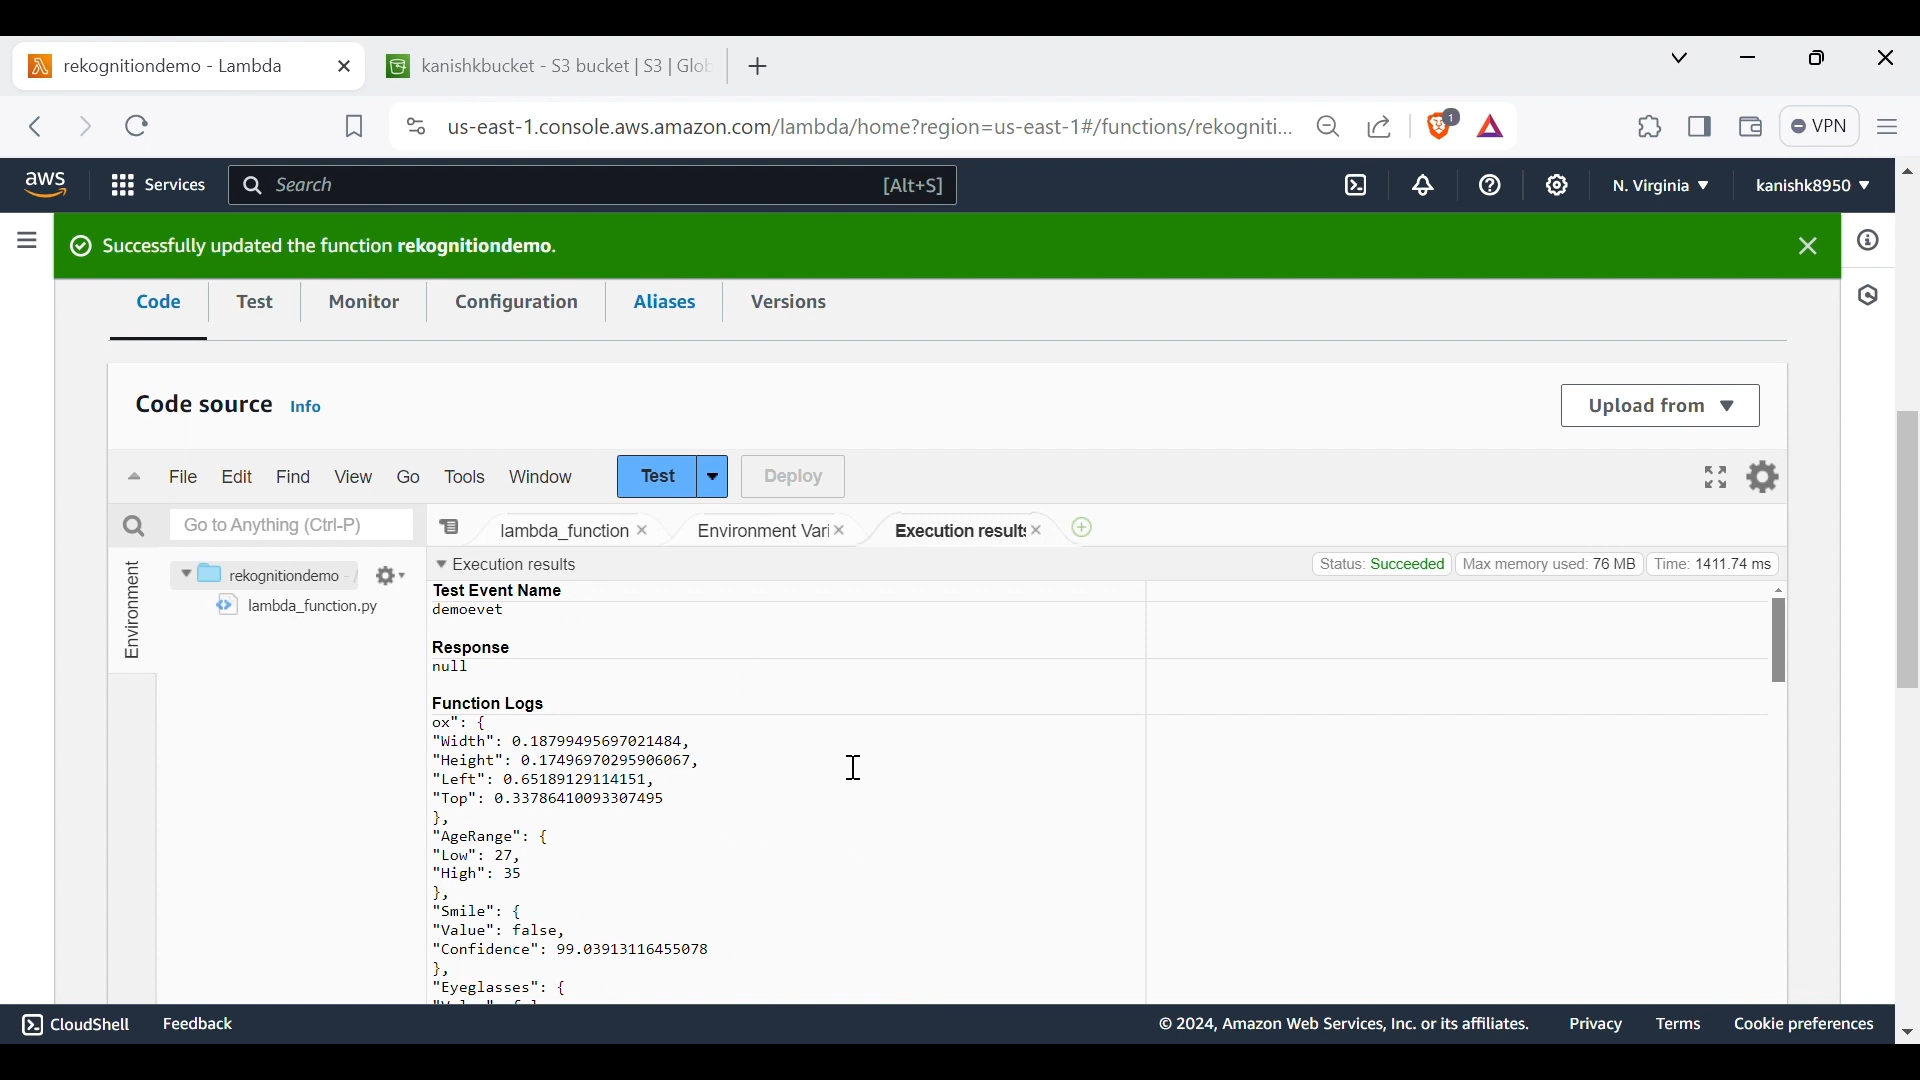 rekognitiondemo - Lambda
kanishkbucket - S3 bucket | S3 | Glob
us-east-1.console.aws.amazon.com/lambda/home?region=us-east-1#/functions/rekogniti...
1
VPN
aws
Services
Search
[Alt+S]
N. Virginia
kanishk8950
Successfully updated the function rekognitiondemo.
Code
Test
Monitor
Configuration
Aliases
Versions
Code source
Info
Upload from
File
Edit
Find
View
Go
Tools
Window
Test
Deploy
Go to Anything (Ctrl-P)
lambda_function
Environment Vari
Execution results
Environment
rekognitiondemo - /
lambda_function.py
Execution results
Status: Succeeded
Max memory used: 76 MB
Time: 1411.74 ms
Test Event Name
demoevet
Response
null
Function Logs
ox": {
"Width": 0.18799495697021484,
"Height": 0.17496970295906067,
"Left": 0.65189129114151,
"Top": 0.33786410093307495
},
"AgeRange": {
"Low": 27,
"High": 35
},
"Smile": {
"Value": false,
"Confidence": 99.03913116455078
},
"Eyeglasses": {
CloudShell
Feedback
© 2024, Amazon Web Services, Inc. or its affiliates.
Privacy
Terms
Cookie preferences